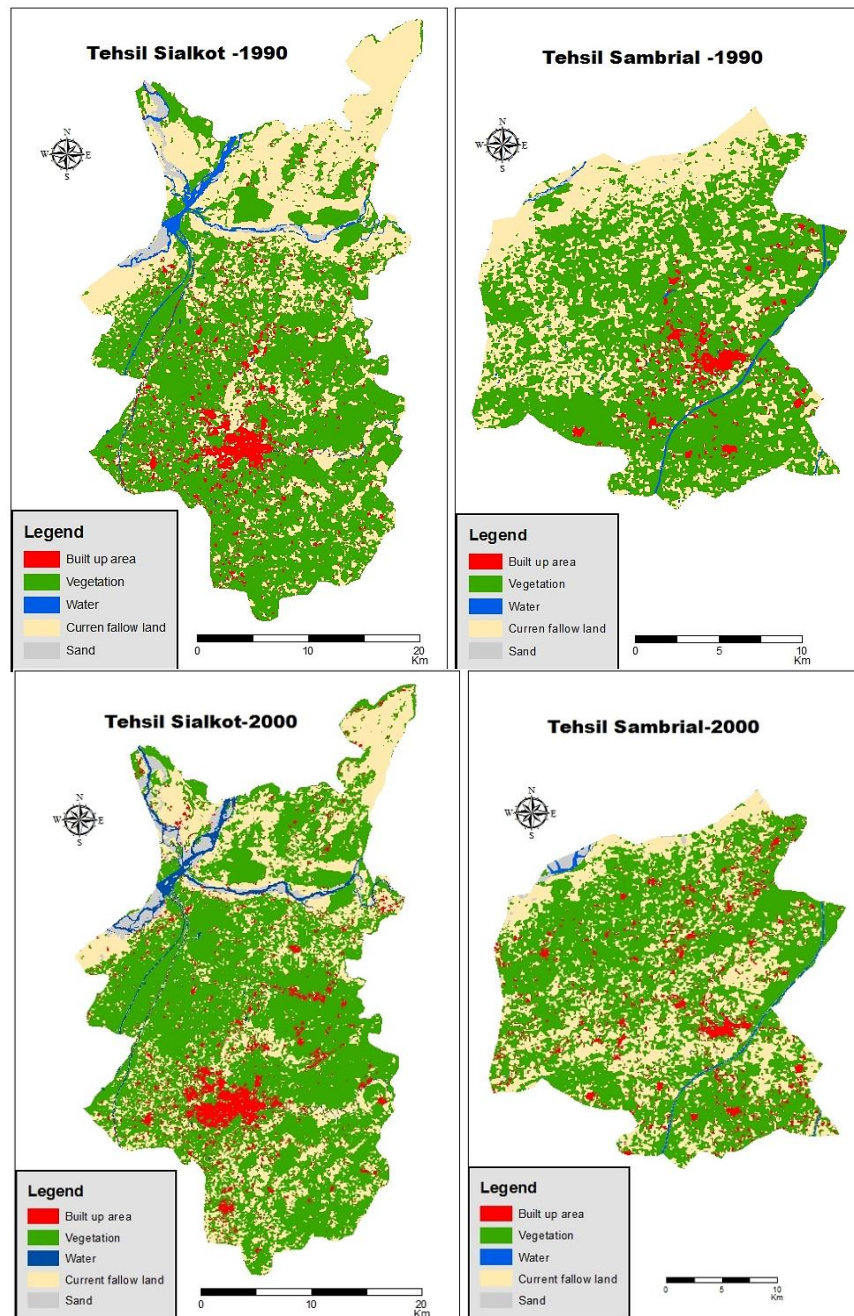 Tehsil Sialkot -1990
N
W E
S
Legend
Built up area
Vegetation
Water
Curren fallow land
Sand
0 10 20
Km
Tehsil Sambrial -1990
N
W E
S
Legend
Built up area
Vegetation
Water
Curren fallow land
Sand
0 5 10
Km
Tehsil Sialkot-2000
N
W E
S
Legend
Built up area
Vegetation
Water
Current fallow land
Sand
0 10 20
Km
Tehsil Sambrial-2000
N
W E
S
Legend
Built up area
Vegetation
Water
Current fallow land
Sand
0 5 10
Km